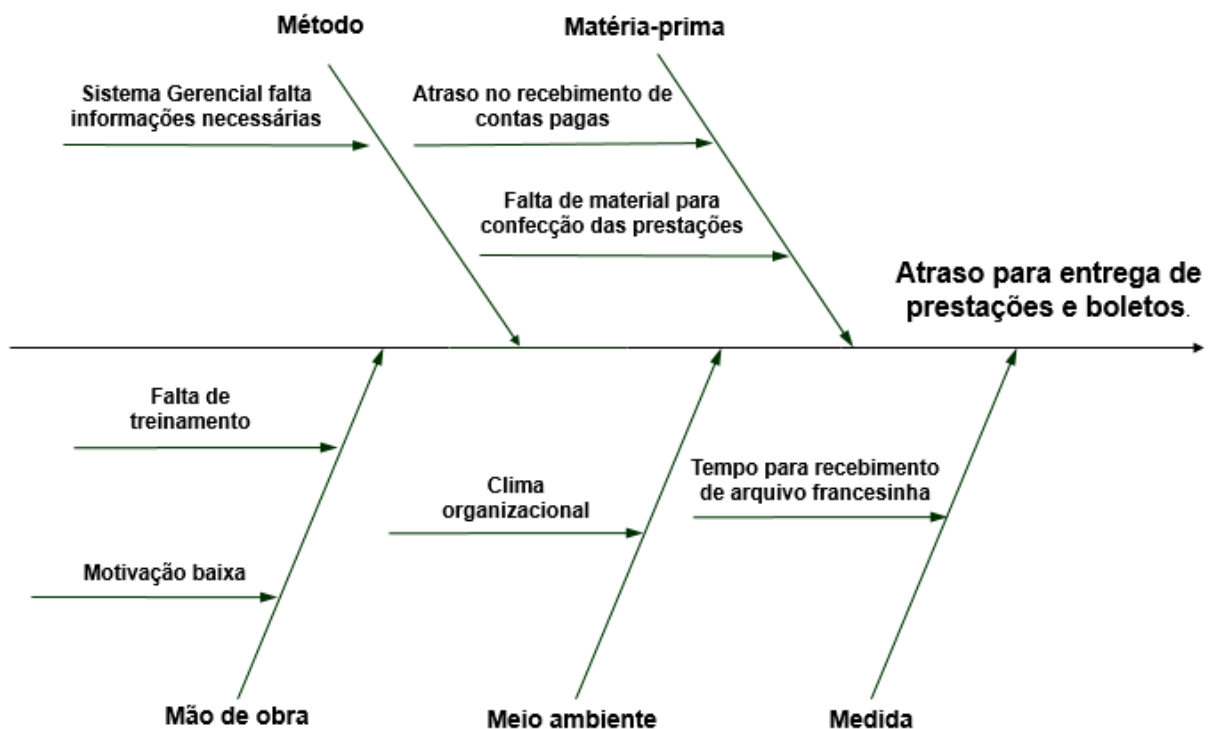 Método
Matéria-prima
Sistema Gerencial falta
informações necessárias
Atraso no recebimento de
contas pagas
Falta de material para
confecção das prestações
Atraso para entrega de
prestações e boletos.
Falta de
treinamento
Motivação baixa
Clima
organizacional
Tempo para recebimento
de arquivo francesinha
Mão de obra
Meio ambiente
Medida